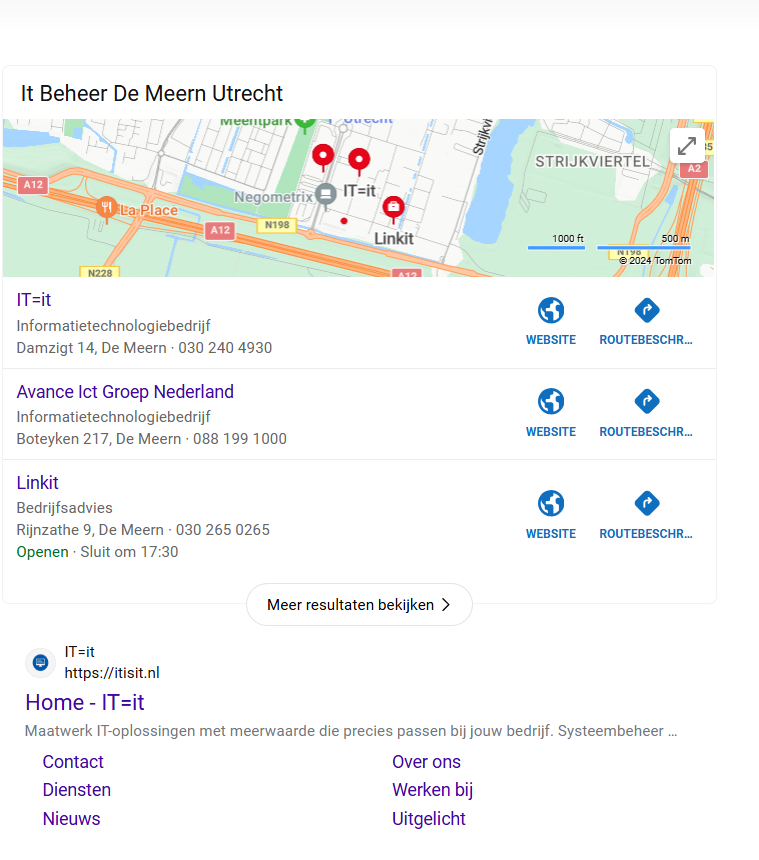 It Beheer De Meern Utrecht
Meentpark
Utrecht
Strijkvi
STRIJKVIERTEL
A2
A12
La Place
Negometrix
IT=it
N198
A12
Linkit
1000 ft
500 m
N198
N228
A12
© 2024 TomTom
IT=it
Informatietechnologiebedrijf
Damzigt 14, De Meern · 030 240 4930
WEBSITE
ROUTEBESCHR...
Avance Ict Groep Nederland
Informatietechnologiebedrijf
Boteyken 217, De Meern · 088 199 1000
WEBSITE
ROUTEBESCHR...
Linkit
Bedrijfsadvies
Rijnzathe 9, De Meern · 030 265 0265
Openen · Sluit om 17:30
WEBSITE
ROUTEBESCHR...
Meer resultaten bekijken
IT=it
https://itisit.nl
Home - IT=it
Maatwerk IT-oplossingen met meerwaarde die precies passen bij jouw bedrijf. Systeembeheer ...
Contact
Over ons
Diensten
Werken bij
Nieuws
Uitgelicht